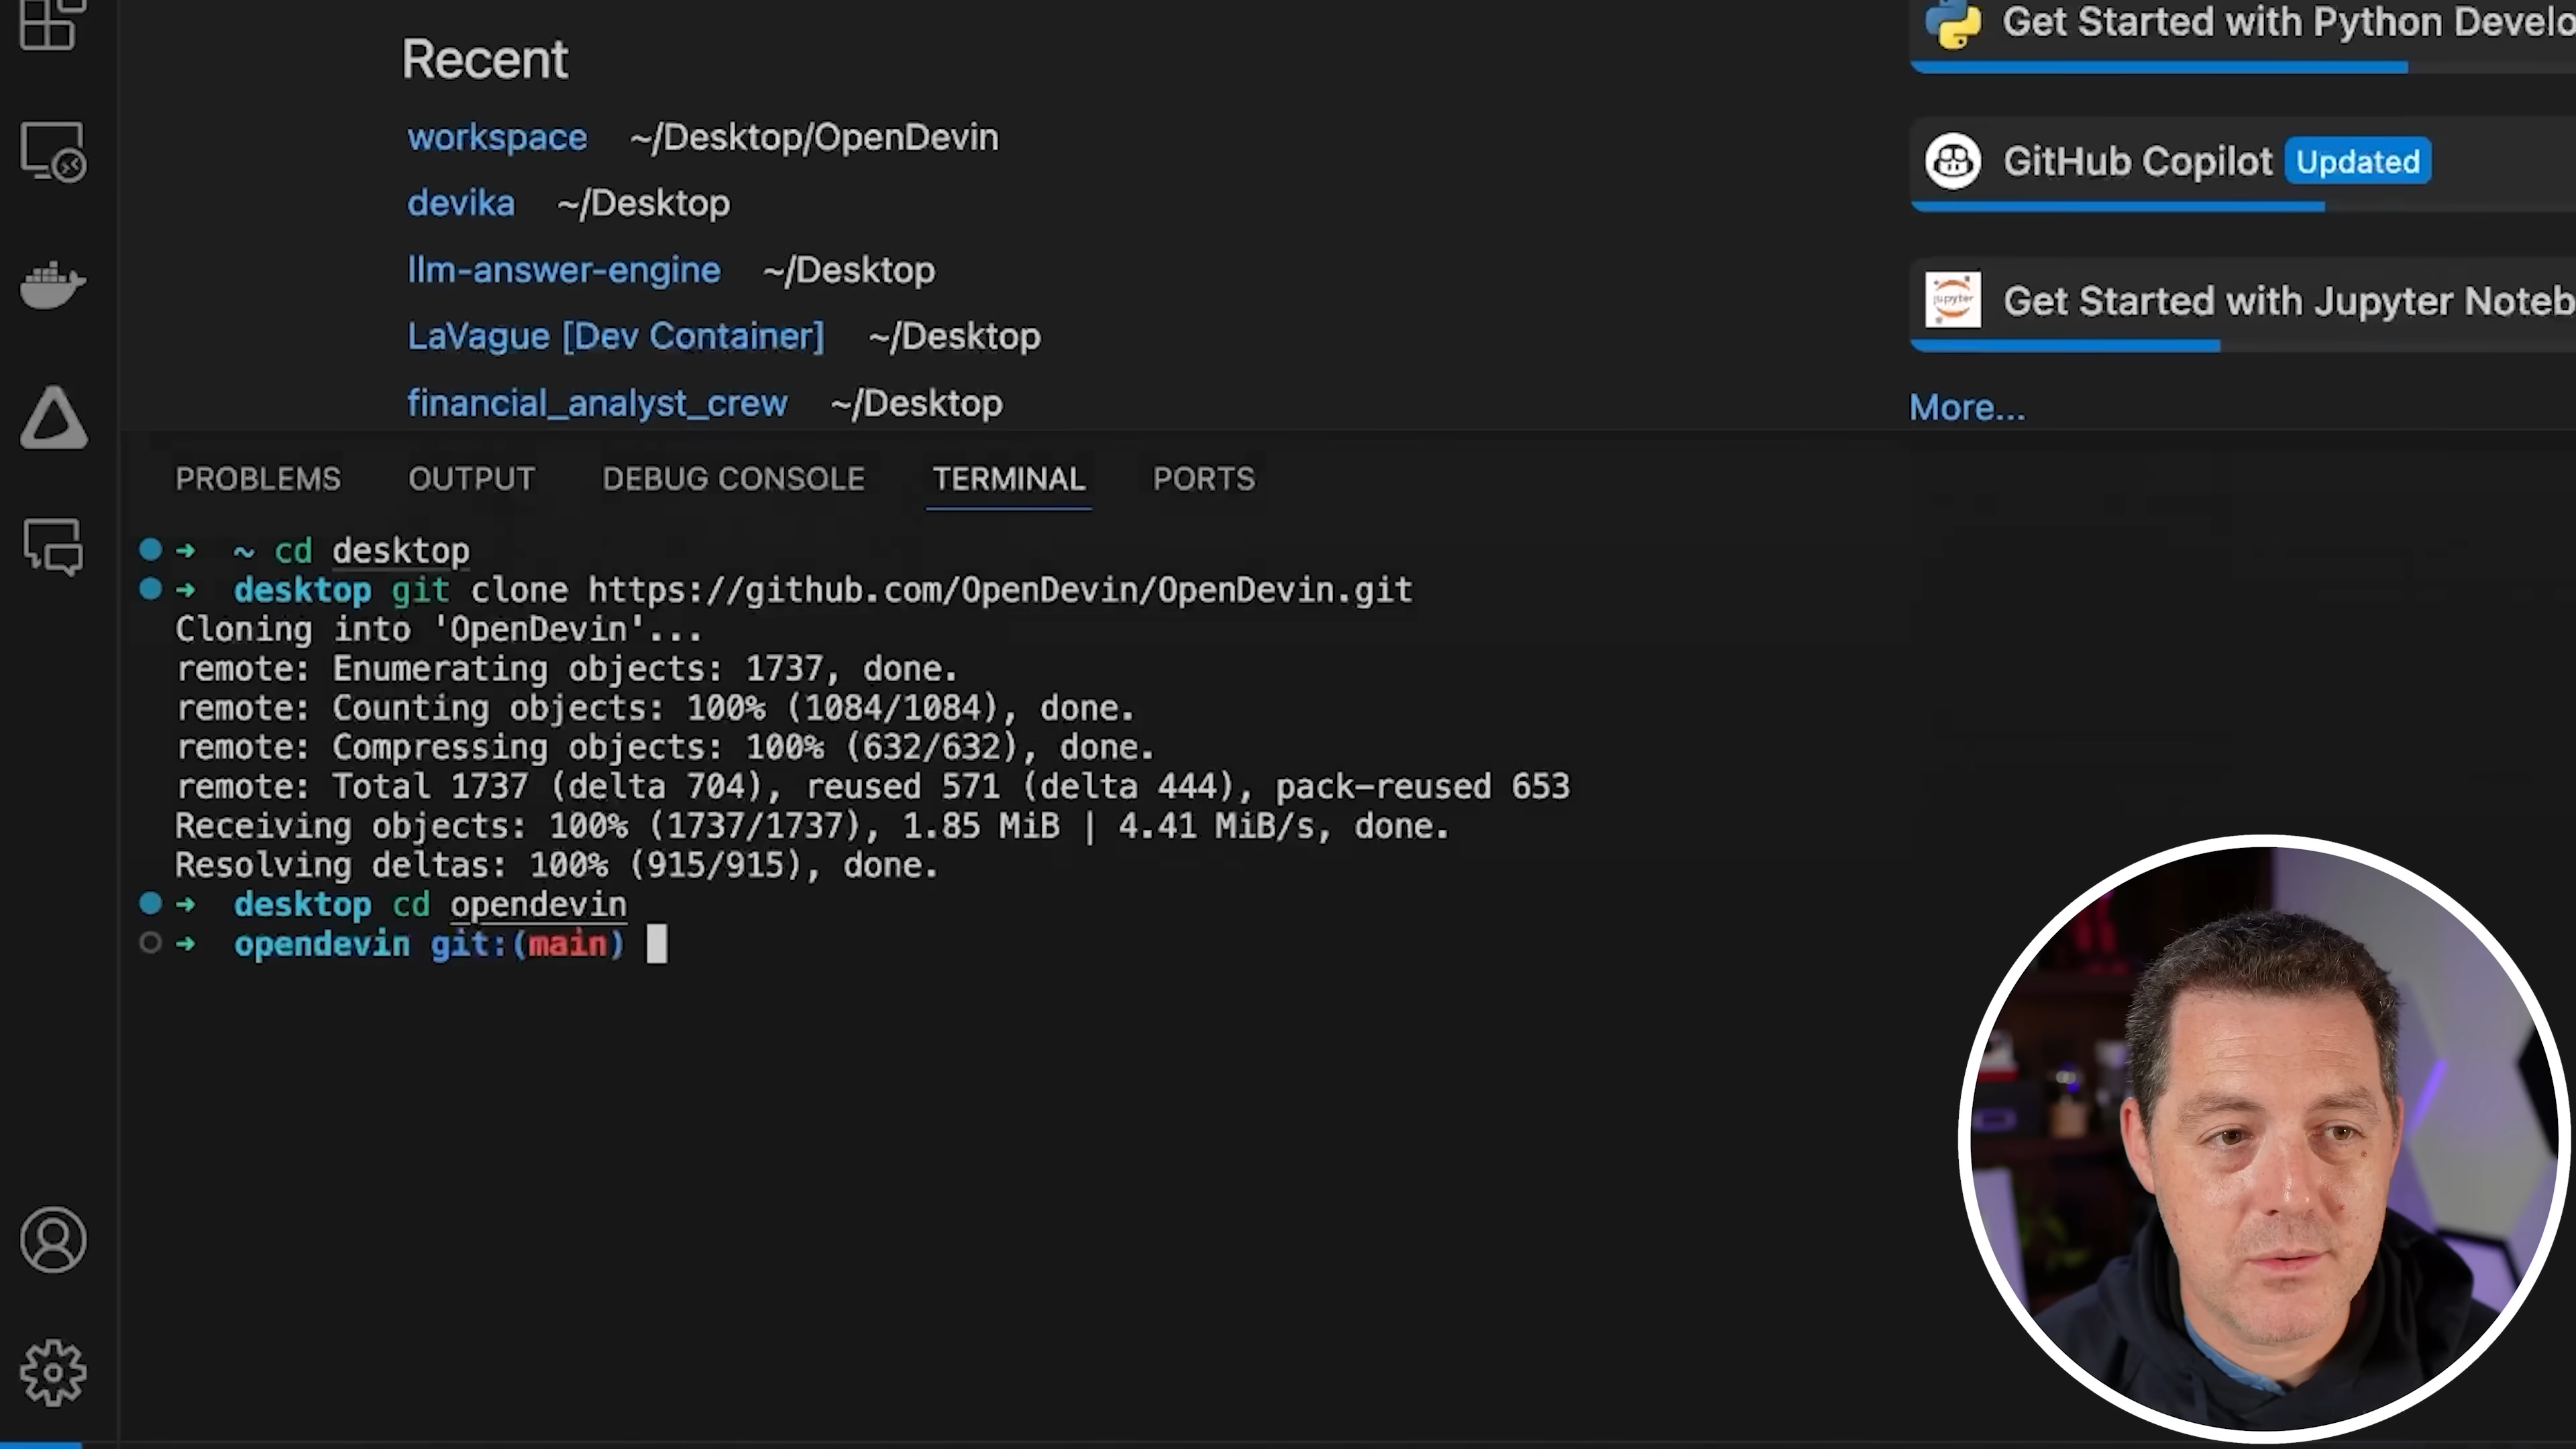 Recent
workspace ~/Desktop/OpenDevin
devika ~/Desktop
llm-answer-engine ~/Desktop
LaVague [Dev Container] ~/Desktop
financial_analyst_crew ~/Desktop
Get Started with Python Develo
GitHub Copilot Updated
jupyter
Get Started with Jupyter Noteb
More...
PROBLEMS OUTPUT DEBUG CONSOLE TERMINAL PORTS
➜ ~ cd desktop
➜ desktop git clone https://github.com/OpenDevin/OpenDevin.git
Cloning into 'OpenDevin'...
remote: Enumerating objects: 1737, done.
remote: Counting objects: 100% (1084/1084), done.
remote: Compressing objects: 100% (632/632), done.
remote: Total 1737 (delta 704), reused 571 (delta 444), pack-reused 653
Receiving objects: 100% (1737/1737), 1.85 MiB | 4.41 MiB/s, done.
Resolving deltas: 100% (915/915), done.
➜ desktop cd opendevin
➜ opendevin git:(main)